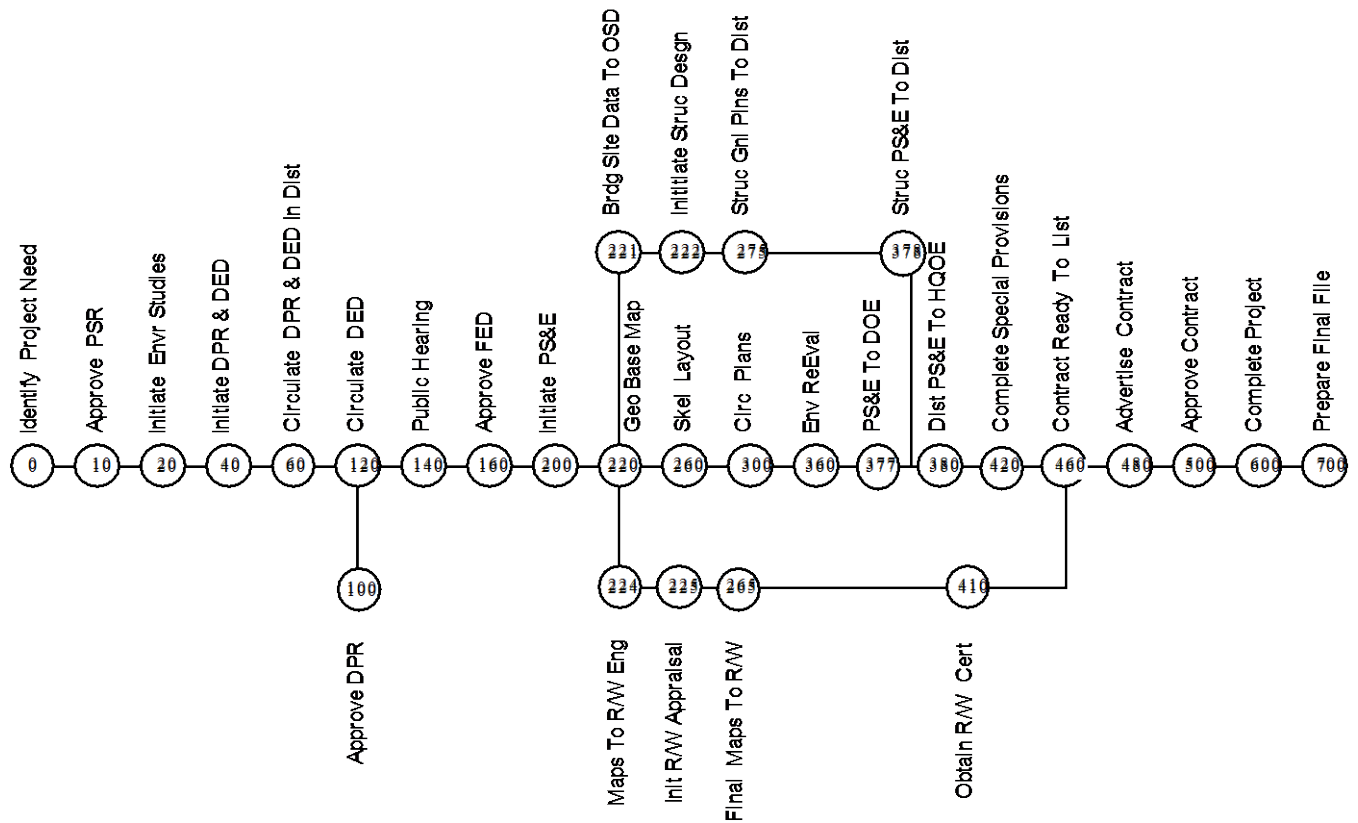 Identify Project Need
Approve PSR
Initiate Envr Studies
Initiate DPR & DED
Circulate DPR & DED In Dist
Circulate DED
Public Hearing
Approve FED
Initiate PS&E
Brdg Site Data To OSD
Inititiate Struc Desgn
Struc Gnl Plns To Dist
Struc PS&E To Dist
221
222
275
378
Geo Base Map
Skel Layout
Circ Plans
Env ReEval
PS&E To DOE
Dist PS&E To HQOE
Complete Special Provisions
Contract Ready To List
Advertise Contract
Approve Contract
Complete Project
Prepare Final File
0
10
20
40
60
120
140
160
200
220
260
300
360
377
380
420
460
480
500
600
700
100
224
225
265
410
Approve DPR
Maps To R/W Eng
Init R/W Appraisal
Final Maps To R/W
Obtain R/W Cert